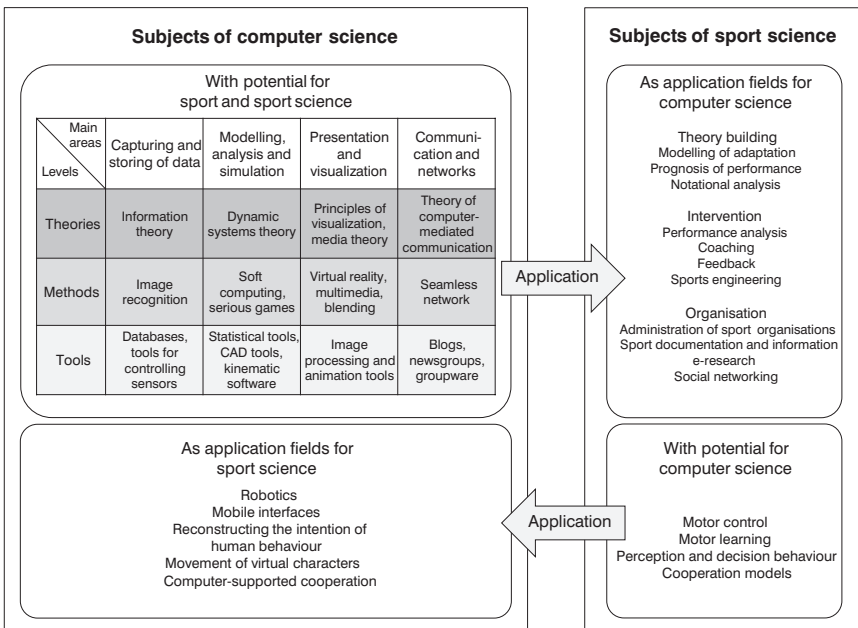 Subjects of computer science
With potential for
sport and sport science
Main
areas
Levels
Capturing and
storing of data
Modelling,
analysis and
simulation
Presentation
and
visualization
Communi-
cation and
networks
Theories
Information
theory
Dynamic
systems theory
Principles of
visualization,
media theory
Theory of
computer-
mediated
communication
Methods
Image
recognition
Soft
computing,
serious games
Virtual reality,
multimedia,
blending
Seamless
network
Tools
Databases,
tools for
controlling
sensors
Statistical tools,
CAD tools,
kinematic
software
Image
processing and
animation tools
Blogs,
newsgroups,
groupware
As application fields for
sport science
Robotics
Mobile interfaces
Reconstructing the intention of
human behaviour
Movement of virtual characters
Computer-supported cooperation
Application
Application
Subjects of sport science
As application fields for
computer science
Theory building
Modelling of adaptation
Prognosis of performance
Notational analysis
Intervention
Performance analysis
Coaching
Feedback
Sports engineering
Organisation
Administration of sport organisations
Sport documentation and information
e-research
Social networking
With potential for
computer science
Motor control
Motor learning
Perception and decision behaviour
Cooperation models